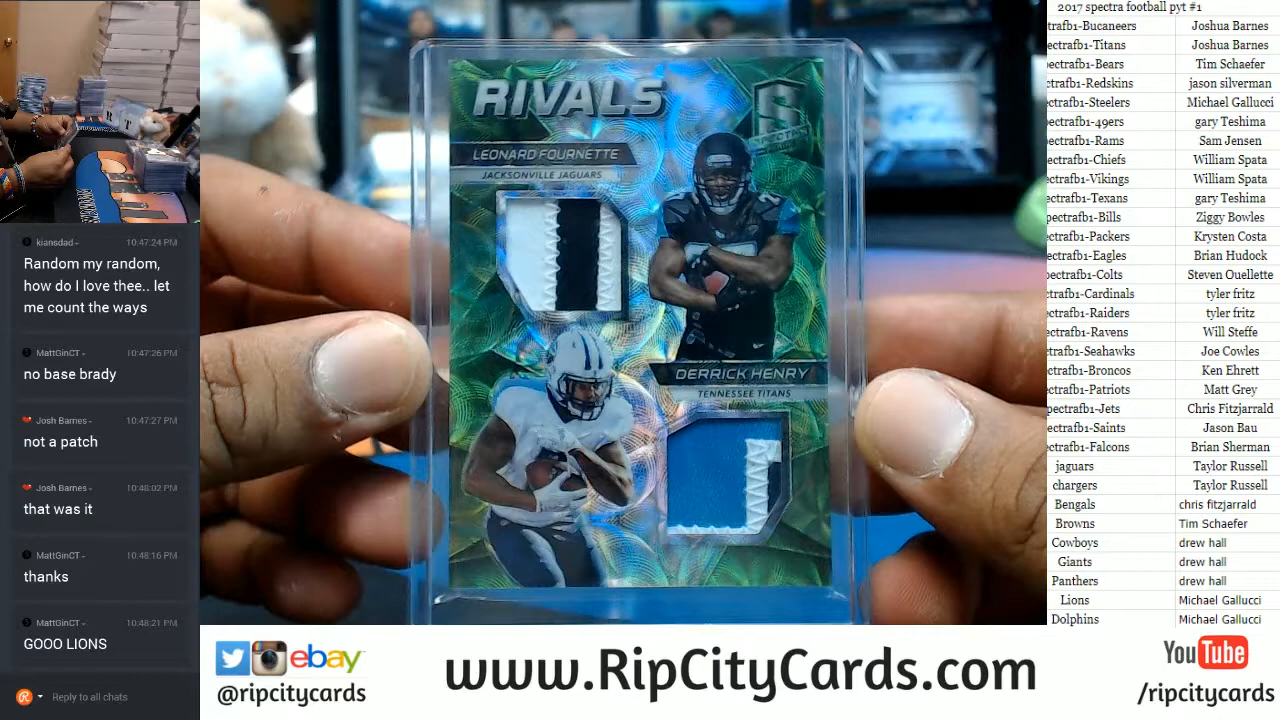 kiansdad 10:47:24 PM
Random my random,
how do I love thee.. let
me count the ways
MattGinCT 10:47:26 PM
no base brady
Josh Barnes 10:47:27 PM
not a patch
Josh Barnes 10:48:02 PM
that was it
MattGinCT 10:48:16 PM
thanks
MattGinCT 10:48:21 PM
GOOO LIONS
Reply to all chats
RIVALS
S
LEONARD FOURNETTE
JACKSONVILLE JAGUARS
DERRICK HENRY
TENNESSEE TITANS
2017 spectra football pyt #1
ctrafb1-Bucaneers Joshua Barnes
ectrafb1-Titans Joshua Barnes
ectrafb1-Bears Tim Schaefer
ectrafb1-Redskins jason silverman
ectrafb1-Steelers Michael Gallucci
ectrafb1-49ers gary Teshima
ectrafb1-Rams Sam Jensen
ectrafb1-Chiefs William Spata
ectrafb1-Vikings William Spata
ectrafb1-Texans gary Teshima
pectrafb1-Bills Ziggy Bowles
ectrafb1-Packers Krysten Costa
ectrafb1-Eagles Brian Hudock
ectrafb1-Colts Steven Ouellette
ctrafb1-Cardinals tyler fritz
ectrafb1-Raiders tyler fritz
ectrafb1-Ravens Will Steffe
ctrafb1-Seahawks Joe Cowles
ectrafb1-Broncos Ken Ehrett
ectrafb1-Patriots Matt Grey
pectrafb1-Jets Chris Fitzjarrald
ectrafb1-Saints Jason Bau
ectrafb1-Falcons Brian Sherman
jaguars Taylor Russell
chargers Taylor Russell
Bengals chris fitzjarrald
Browns Tim Schaefer
Cowboys drew hall
Giants drew hall
Panthers drew hall
Lions Michael Gallucci
Dolphins Michael Gallucci
ebay
@ripcitycards
www.RipCityCards.com
YouTube
/ripcitycards